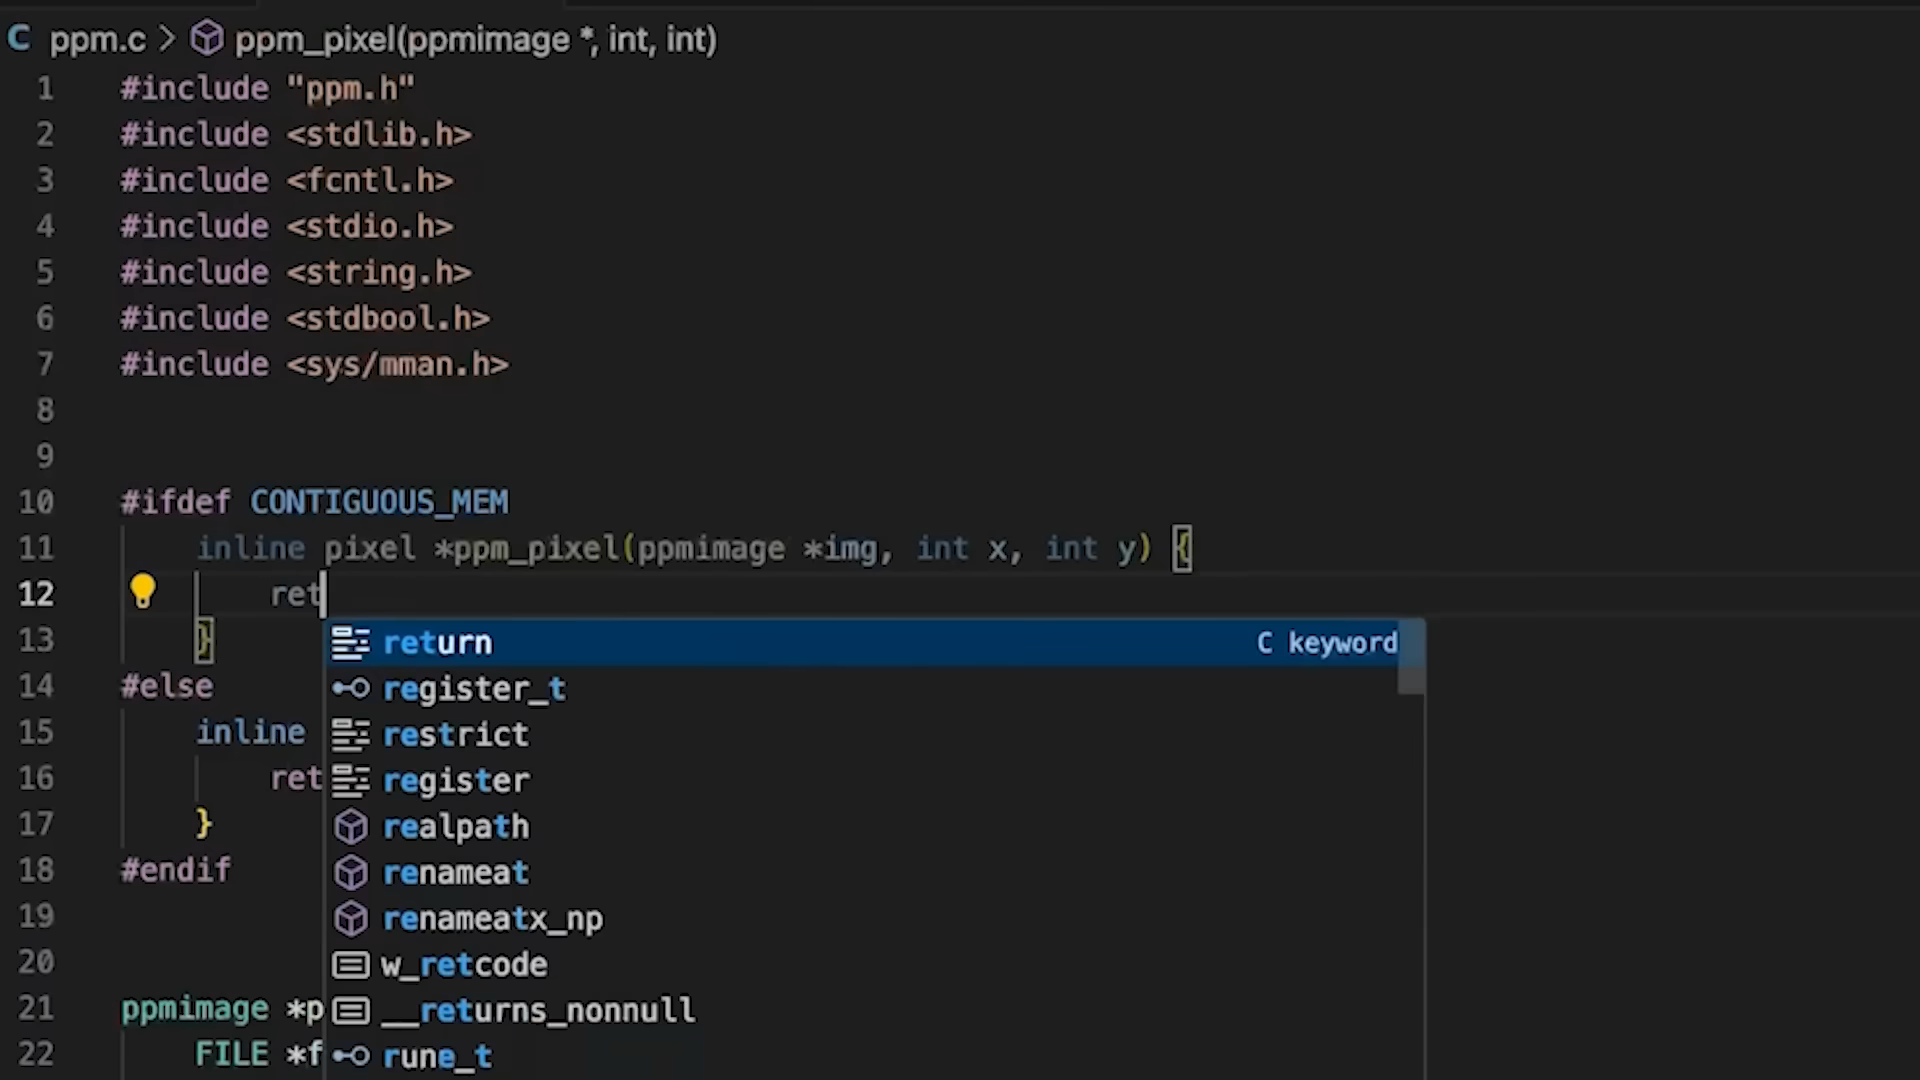 C ppm.c > ppm_pixel(ppmimage *, int, int)
1 #include "ppm.h"
2 #include <stdlib.h>
3 #include <fcntl.h>
4 #include <stdio.h>
5 #include <string.h>
6 #include <stdbool.h>
7 #include <sys/mman.h>
8
9
10 #ifdef CONTIGUOUS_MEM
11 inline pixel *ppm_pixel(ppmimage *img, int x, int y) {
12 ret
13 } return C keyword
14 #else register_t
15 inline restrict
16 ret register
17 } realpath
18 #endif renameat
19 renameatx_np
20 w_retcode
21 ppmimage *p __returns_nonnull
22 FILE *f rune_t